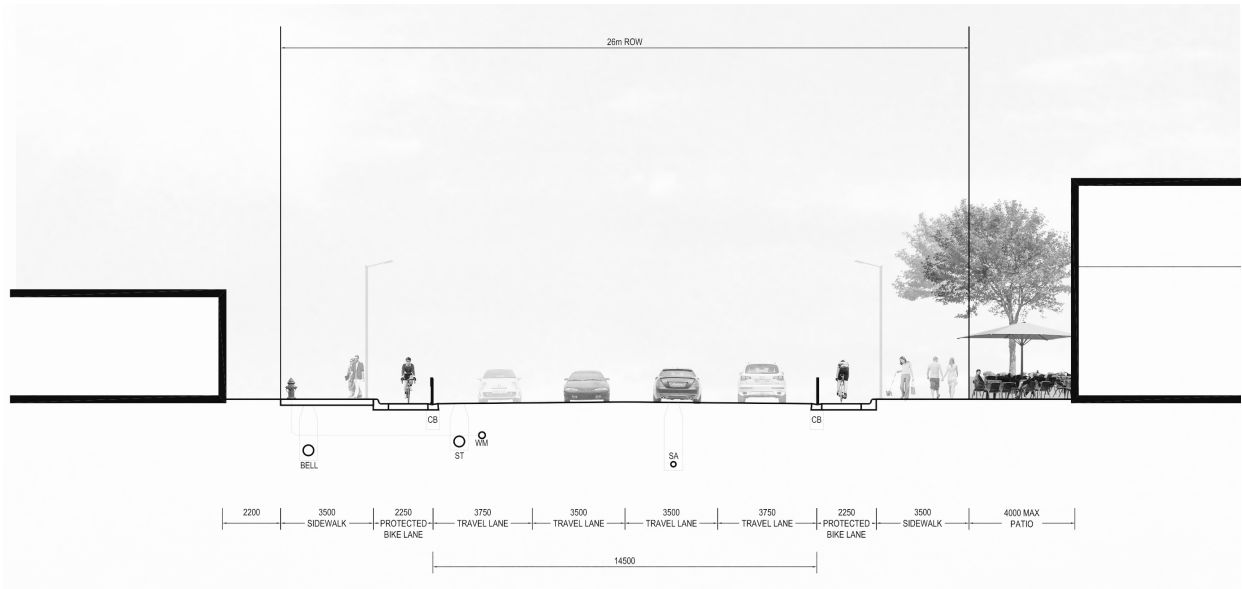 26m ROW
CB
CB
BELL
ST
WM
SA
2200
3500
SIDEWALK
2250
PROTECTED
BIKE LANE
3750
TRAVEL LANE
3500
TRAVEL LANE
3500
TRAVEL LANE
3750
TRAVEL LANE
2250
PROTECTED
BIKE LANE
3500
SIDEWALK
4000 MAX
PATIO
14500